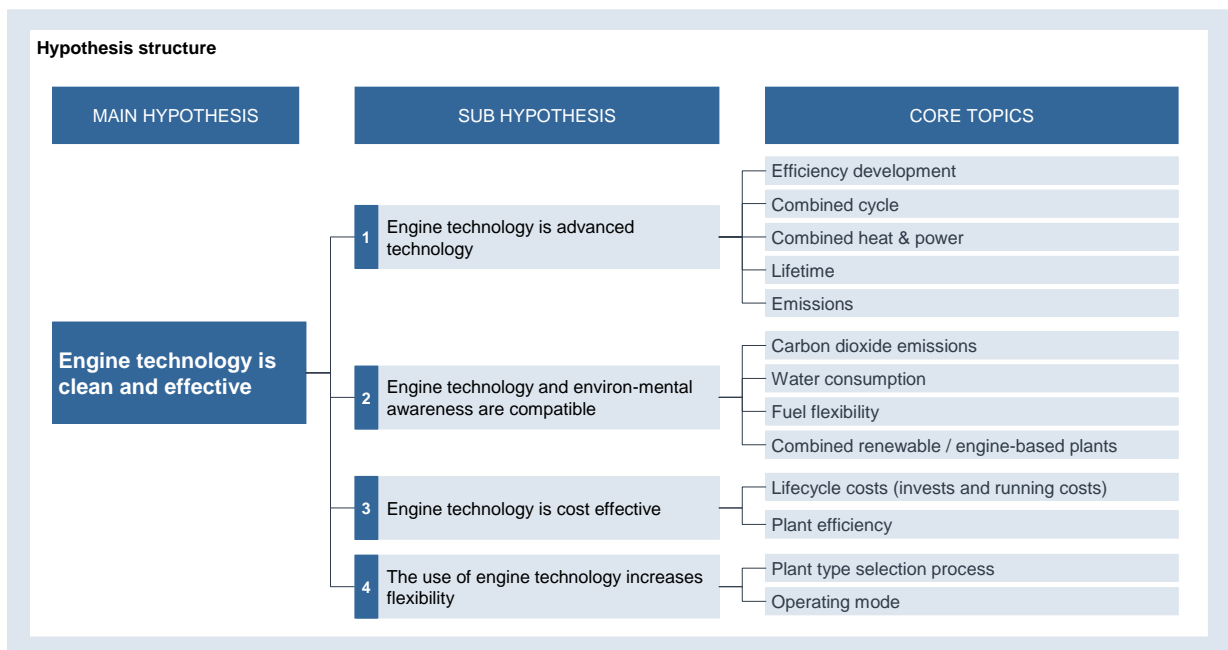 Hypothesis structure
MAIN HYPOTHESIS
SUB HYPOTHESIS
CORE TOPICS
Engine technology is
clean and effective
1
Engine technology is advanced
technology
Efficiency development
Combined cycle
Combined heat & power
Lifetime
Emissions
2
Engine technology and environ-mental
awareness are compatible
Carbon dioxide emissions
Water consumption
Fuel flexibility
Combined renewable / engine-based plants
3
Engine technology is cost effective
Lifecycle costs (invests and running costs)
Plant efficiency
4
The use of engine technology increases
flexibility
Plant type selection process
Operating mode